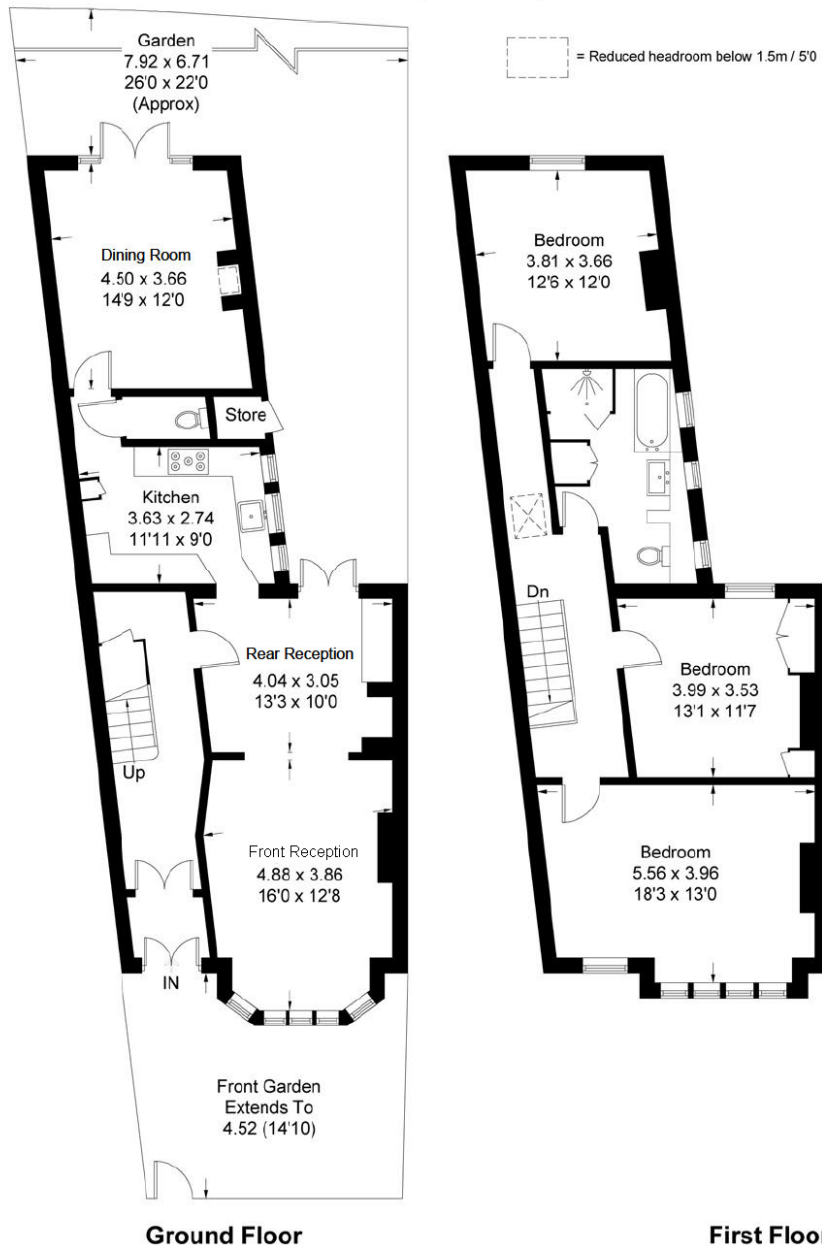 Garden
7.92 x 6.71
26'0 x 22'0
(Approx)
= Reduced headroom below 1.5m / 5'0
Dining Room
4.50 x 3.66
14'9 x 12'0
Store
Kitchen
3.63 x 2.74
11'11 x 9'0
Rear Reception
4.04 x 3.05
13'3 x 10'0
Up
Front Reception
4.88 x 3.86
16'0 x 12'8
IN
Front Garden
Extends To
4.52 (14'10)
Ground Floor
Bedroom
3.81 x 3.66
12'6 x 12'0
Dn
Bedroom
3.99 x 3.53
13'1 x 11'7
Bedroom
5.56 x 3.96
18'3 x 13'0
First Floor